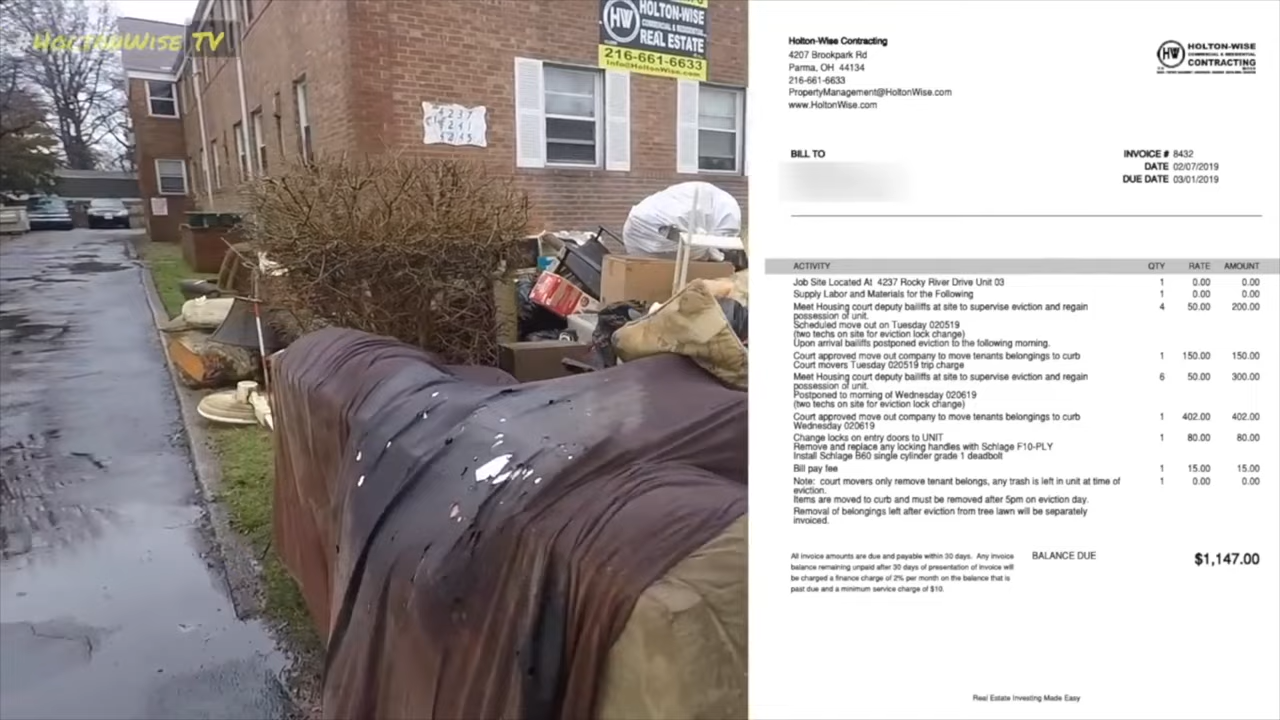 HOLTONWISE TV
HW
HOLTON-WISE
COMMERCIAL & RESIDENTIAL
REAL ESTATE
216-661-6633
Info@HoltonWise.com
4237
4241
4245
Holton-Wise Contracting
4207 Brookpark Rd
Parma, OH 44134
216-661-6633
PropertyManagement@HoltonWise.com
www.HoltonWise.com
HW
HOLTON-WISE
COMMERCIAL & RESIDENTIAL
CONTRACTING
BILL TO
INVOICE # 8432
DATE 02/07/2019
DUE DATE 03/01/2019
ACTIVITY QTY RATE AMOUNT
Job Site Located At 4237 Rocky River Drive Unit 03 1 0.00 0.00
Supply Labor and Materials for the Following 1 0.00 0.00
Meet Housing court deputy bailiffs at site to supervise eviction and regain 4 50.00 200.00
possession of unit.
Scheduled move out on Tuesday 020519
(two techs on site for eviction lock change)
Upon arrival bailiffs postponed eviction to the following morning.
Court approved move out company to move tenants belongings to curb 1 150.00 150.00
Court movers Tuesday 020519 trip charge
Meet Housing court deputy bailiffs at site to supervise eviction and regain 6 50.00 300.00
possession of unit.
Postponed to morning of Wednesday 020619
(two techs on site for eviction lock change)
Court approved move out company to move tenants belongings to curb 1 402.00 402.00
Wednesday 020619
Change locks on entry doors to UNIT 1 80.00 80.00
Remove and replace any locking handles with Schlage F10-PLY
Install Schlage B60 single cylinder grade 1 deadbolt
Bill pay fee 1 15.00 15.00
Note: court movers only remove tenant belongs, any trash is left in unit at time of 1 0.00 0.00
eviction.
Items are moved to curb and must be removed after 5pm on eviction day.
Removal of belongings left after eviction from tree lawn will be separately
invoiced.
All invoice amounts are due and payable within 30 days. Any invoice
balance remaining unpaid after 30 days of presentation of invoice will
be charged a finance charge of 2% per month on the balance that is
past due and a minimum service charge of $10.
BALANCE DUE $1,147.00
Real Estate Investing Made Easy